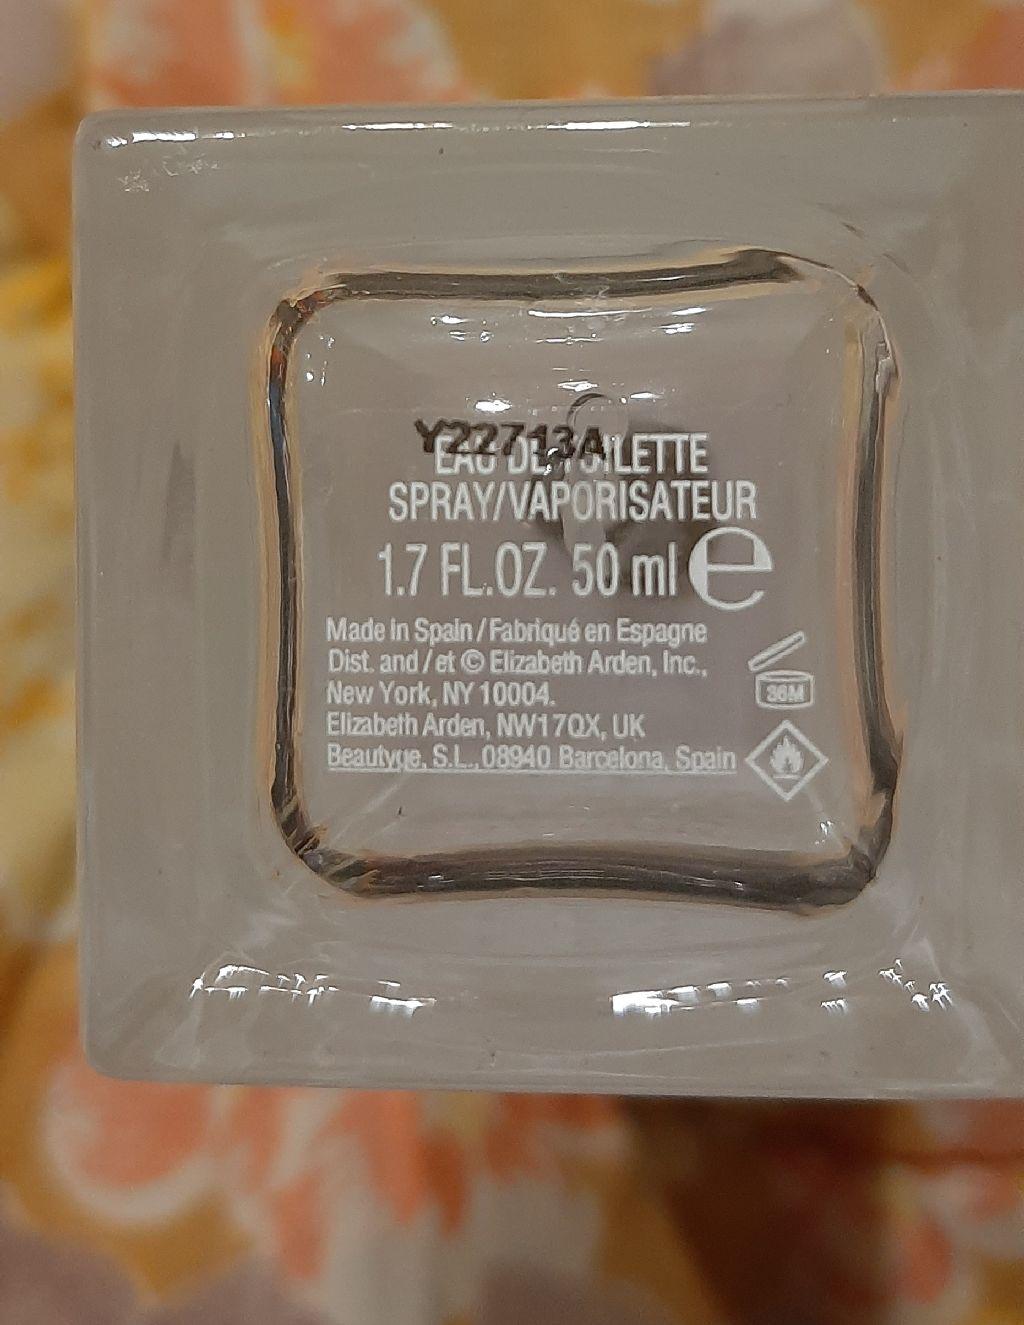 Y22713A
EAU DE TOILETTE
SPRAY/VAPORISATEUR
1.7 FL.OZ. 50 ml e
Made in Spain / Fabriqué en Espagne
Dist. and / et © Elizabeth Arden, Inc.,
New York, NY 10004.
36M
Elizabeth Arden, NW17QX, UK
Beautyge, S.L., 08940 Barcelona, Spain